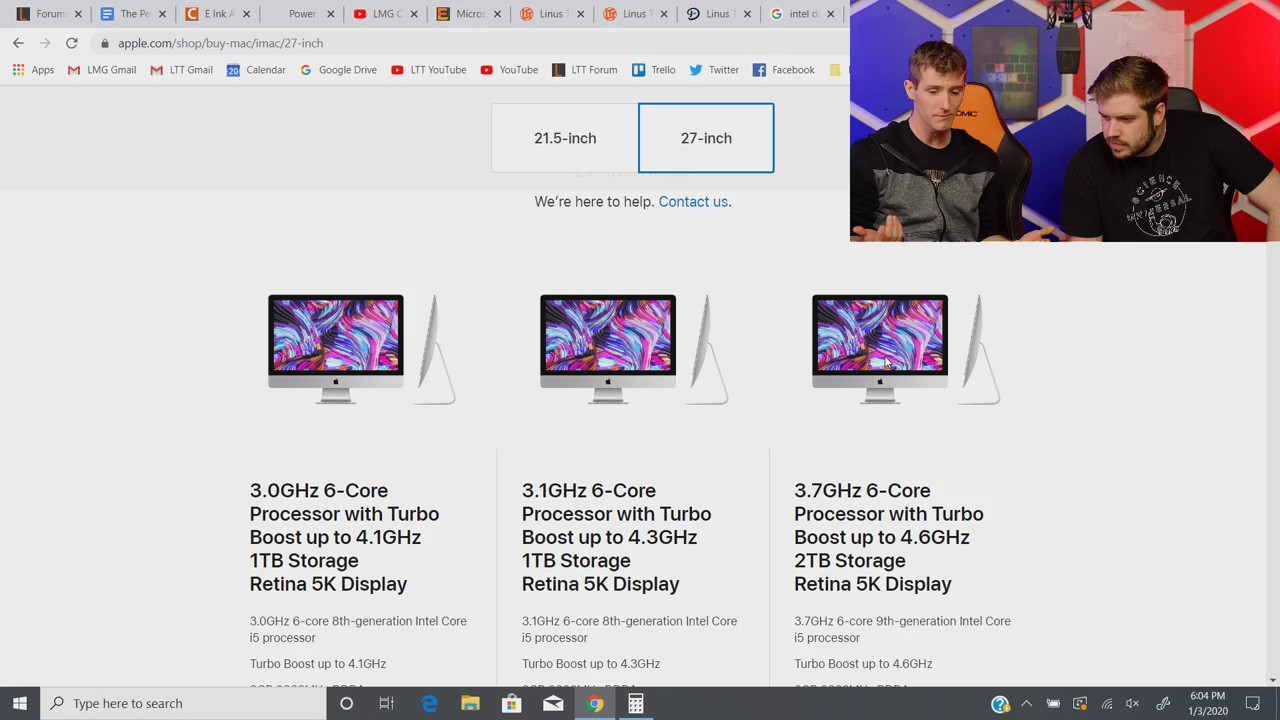 Forum
The Pe
E Ink A
Power
LMG C
Micros
Linus T
Linus T
Linus T
intel de
apple.com/shop/buy-mac/imac/27-inch
Apps
LMG Gmail
LTT Gmail
Calendar
Google Drive
LTT YouTube
YouTube
LTT Forum
Trello
Twitter
Facebook
21.5-inch
27-inch
We're here to help. Contact us.
SCIENCE
UNIVERSAL
3.0GHz 6-Core
Processor with Turbo
Boost up to 4.1GHz
1TB Storage
Retina 5K Display
3.0GHz 6-core 8th-generation Intel Core
i5 processor
Turbo Boost up to 4.1GHz
3.1GHz 6-Core
Processor with Turbo
Boost up to 4.3GHz
1TB Storage
Retina 5K Display
3.1GHz 6-core 8th-generation Intel Core
i5 processor
Turbo Boost up to 4.3GHz
3.7GHz 6-Core
Processor with Turbo
Boost up to 4.6GHz
2TB Storage
Retina 5K Display
3.7GHz 6-core 9th-generation Intel Core
i5 processor
Turbo Boost up to 4.6GHz
Type here to search
6:04 PM
1/3/2020